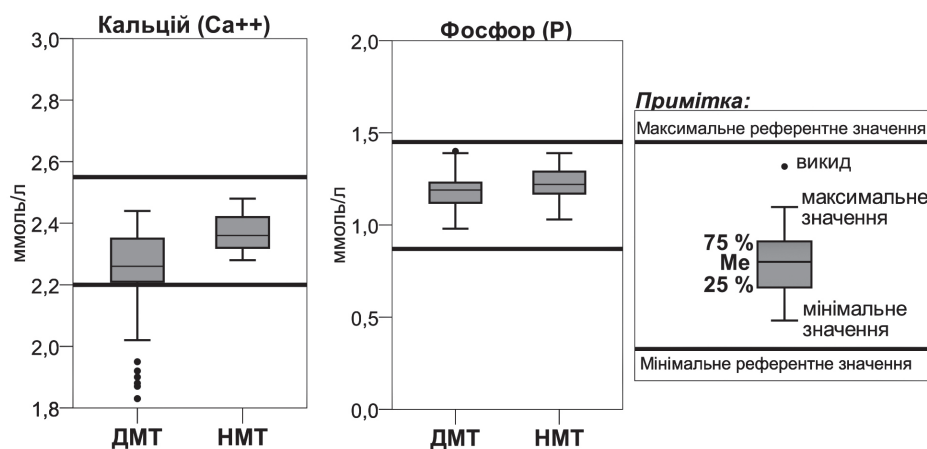 Кальцій (Ca++)
3,0
2,8
2,6
2,4
2,2
2,0
1,8
ммоль/л
ДМТ
НМТ
Фосфор (P)
2,0
1,5
1,0
0,5
0,0
ммоль/л
ДМТ
НМТ
Примітка:
Максимальне референтне значення
викид
максимальне
значення
75 %
Me
25 %
мінімальне
значення
Мінімальне референтне значення